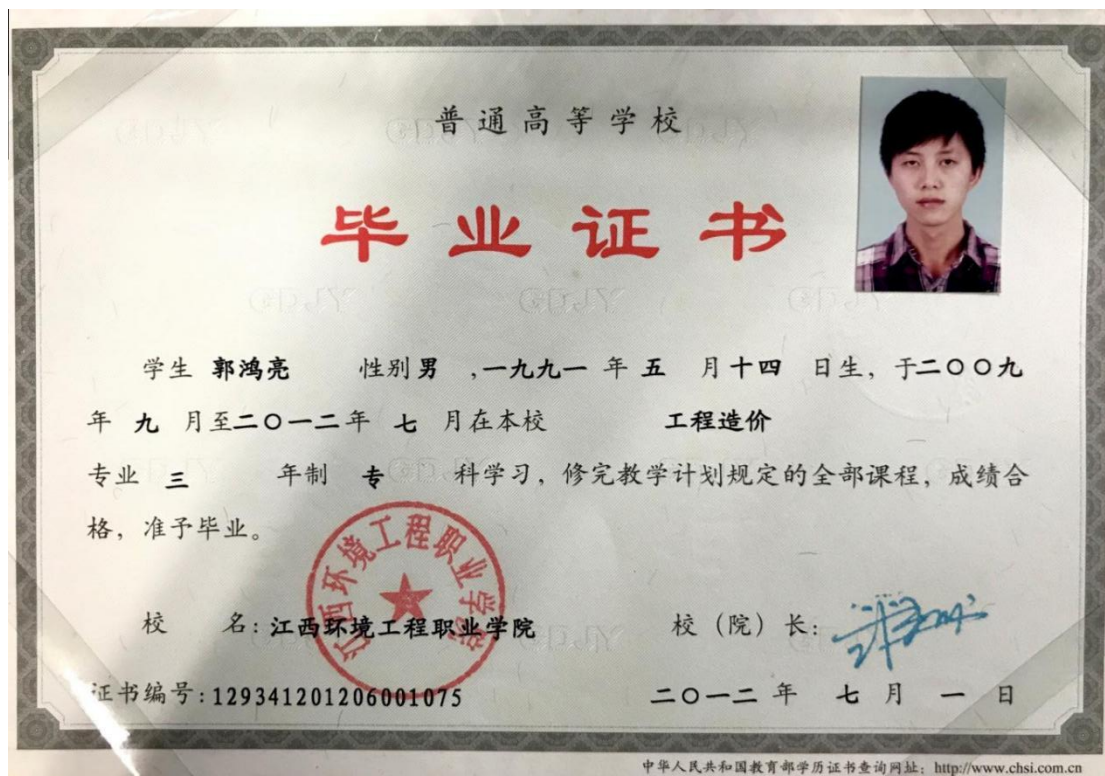 普通高等学校
毕业证书
学生 郭鸿亮 性别 男 ,一九九一 年 五 月 十四 日生, 于二〇〇九
年 九 月至二〇一二年 七 月在本校 工程造价
专业 三 年制 专 科学习, 修完教学计划规定的全部课程, 成绩合
格, 准予毕业。
江西环境工程职业学院
校 名: 江西环境工程职业学院 校 (院) 长:
证书编号: 129341201206001075 二〇一二 年 七 月 一 日
中华人民共和国教育部学历证书查询网址: http://www.chsi.com.cn